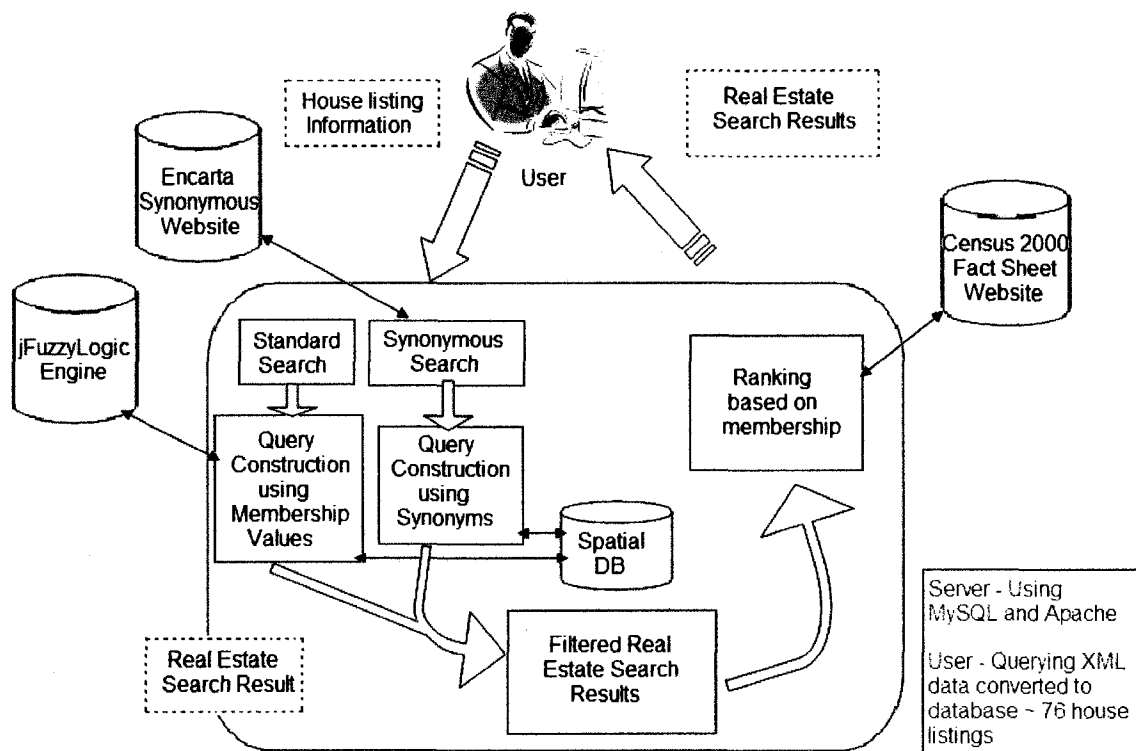 House listing
Information
Real Estate
Search Results
User
Encarta
Synonymous
Website
Census 2000
Fact Sheet
Website
jFuzzyLogic
Engine
Standard
Search
Synonymous
Search
Ranking
based on
membership
Query
Construction
using
Membership
Values
Query
Construction
using
Synonyms
Spatial
DB
Filtered Real
Estate Search
Results
Real Estate
Search Result
Server - Using
MySQL and Apache
User - Querying XML
data converted to
database ~ 76 house
listings